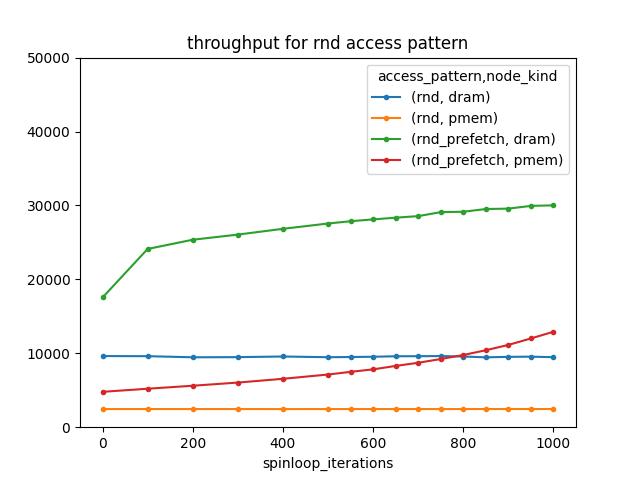 throughput for rnd access pattern
50000
40000
30000
20000
10000
0
access_pattern,node_kind
(rnd, dram)
(rnd, pmem)
(rnd_prefetch, dram)
(rnd_prefetch, pmem)
0 200 400 600 800 1000
spinloop_iterations